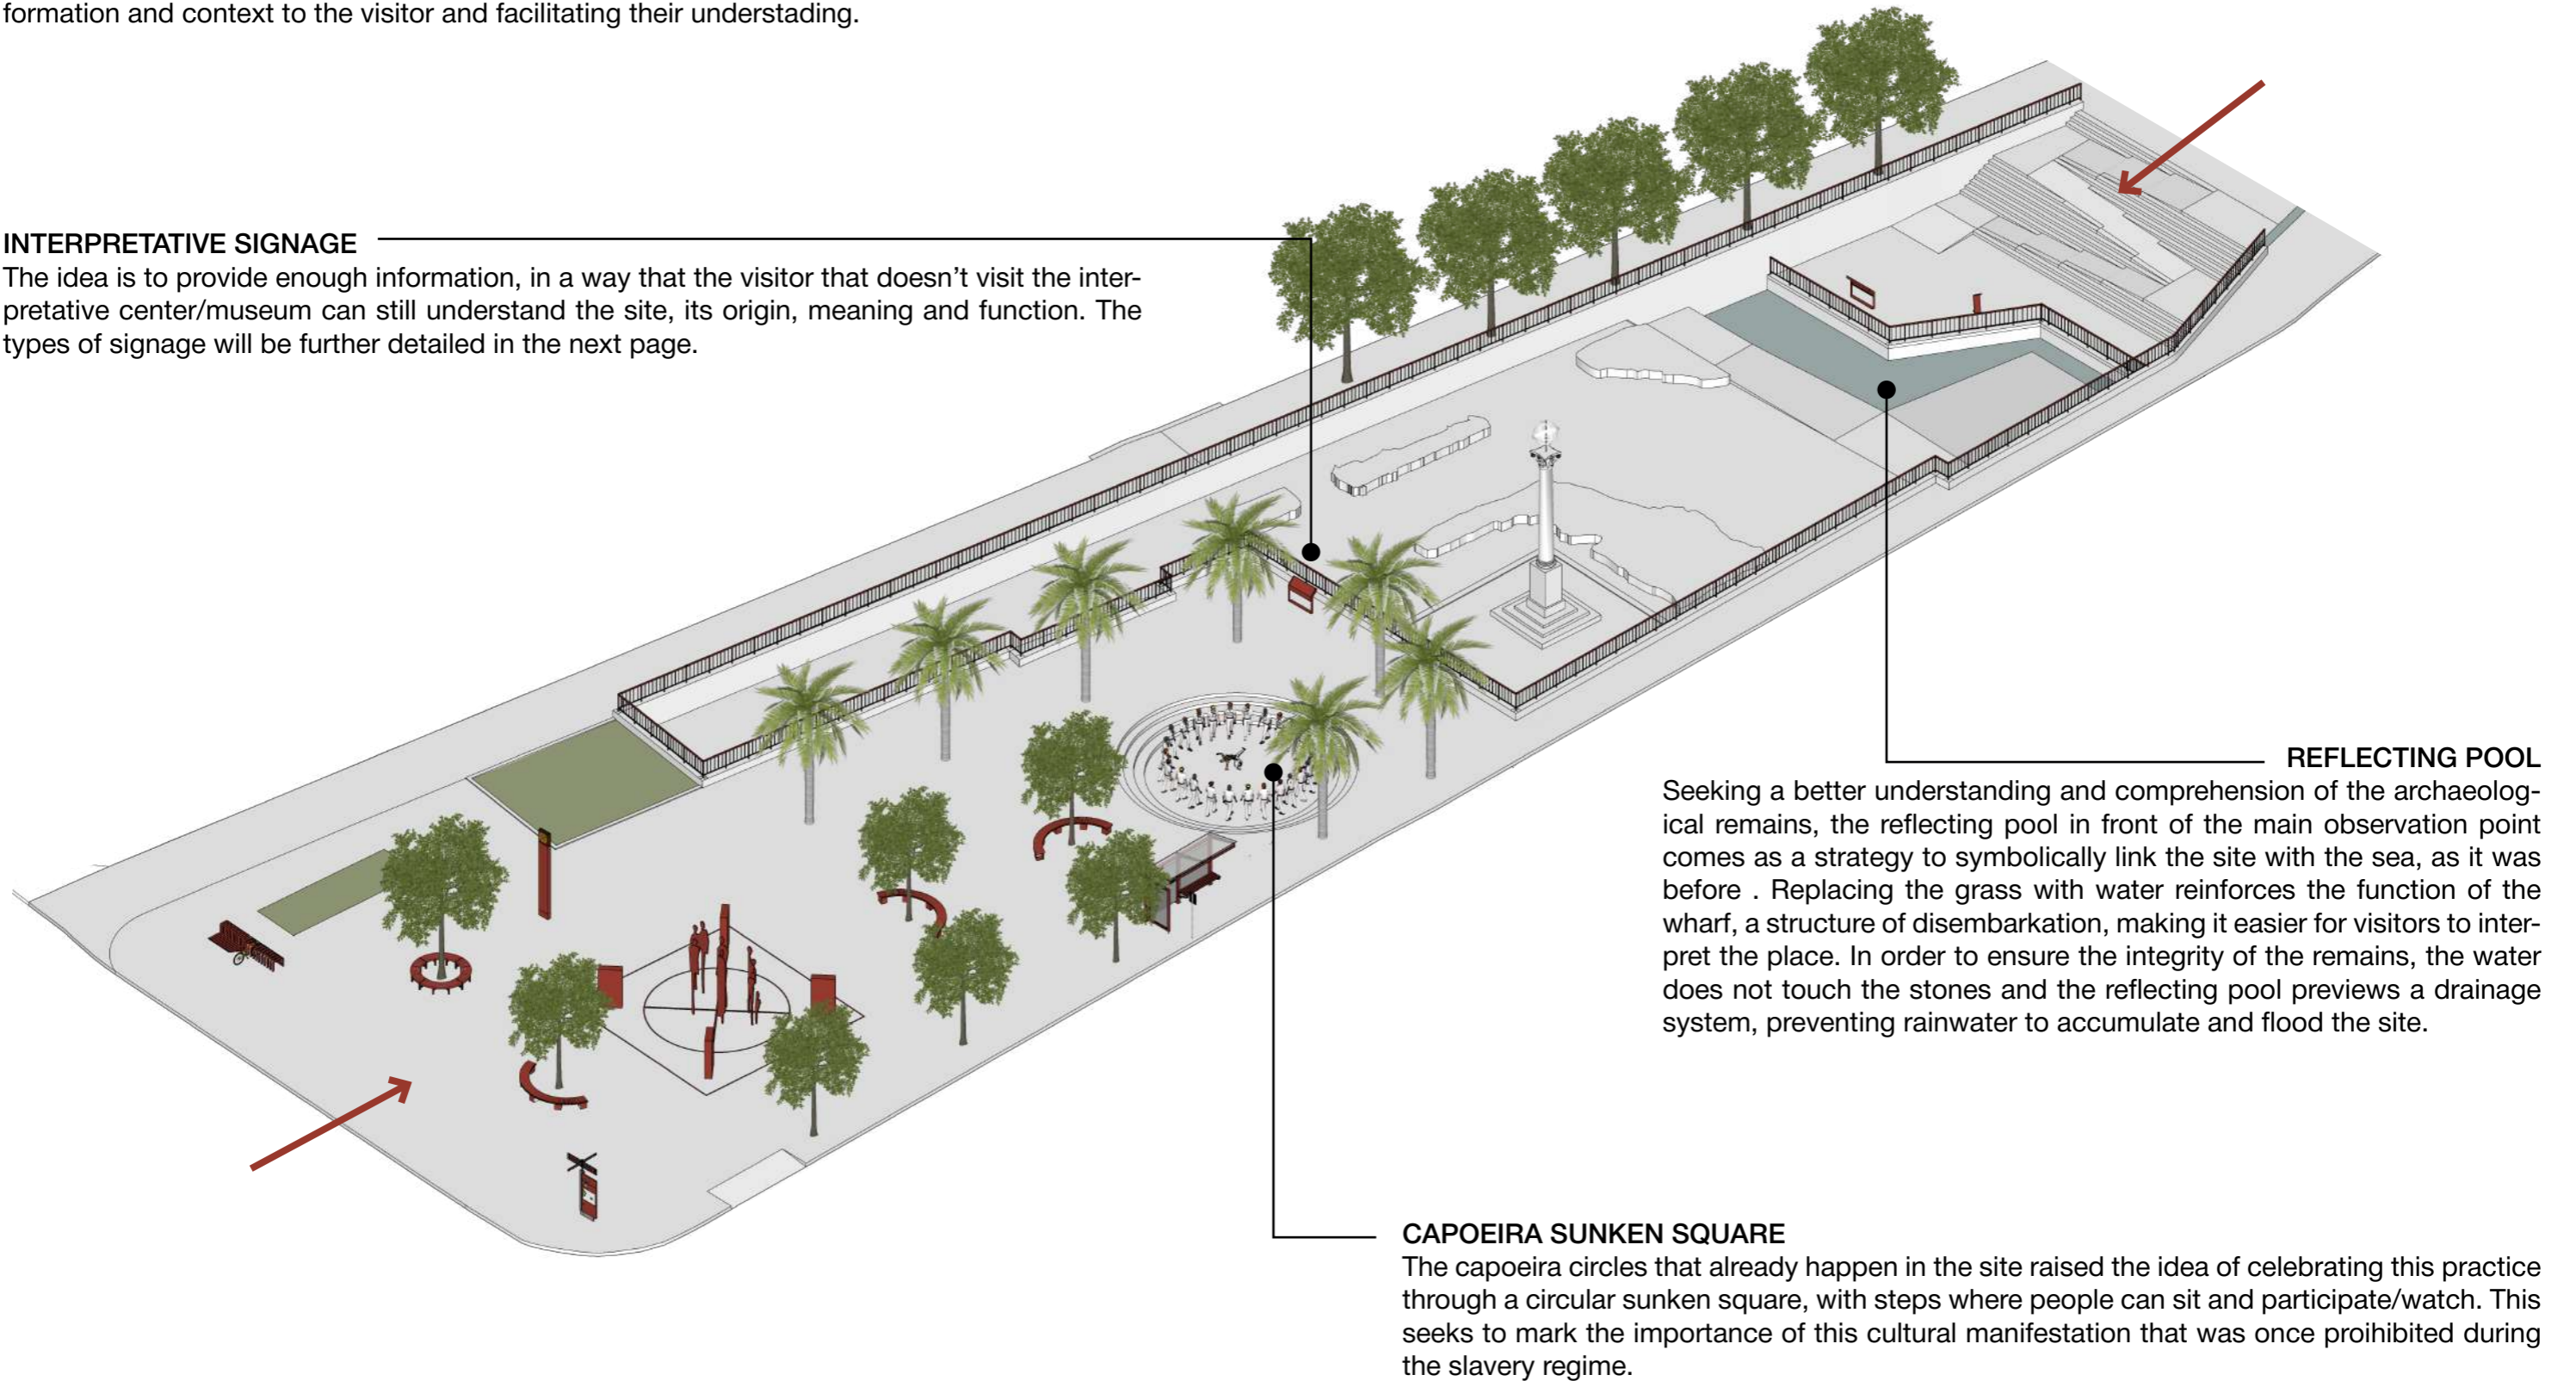 formation and context to the visitor and facilitating their understading.
INTERPRETATIVE SIGNAGE
The idea is to provide enough information, in a way that the visitor that doesn’t visit the inter-
pretative center/museum can still understand the site, its origin, meaning and function. The
types of signage will be further detailed in the next page.
REFLECTING POOL
Seeking a better understanding and comprehension of the archaeolog-
ical remains, the reflecting pool in front of the main observation point
comes as a strategy to symbolically link the site with the sea, as it was
before . Replacing the grass with water reinforces the function of the
wharf, a structure of disembarkation, making it easier for visitors to inter-
pret the place. In order to ensure the integrity of the remains, the water
does not touch the stones and the reflecting pool previews a drainage
system, preventing rainwater to accumulate and flood the site.
CAPOEIRA SUNKEN SQUARE
The capoeira circles that already happen in the site raised the idea of celebrating this practice
through a circular sunken square, with steps where people can sit and participate/watch. This
seeks to mark the importance of this cultural manifestation that was once proihibited during
the slavery regime.